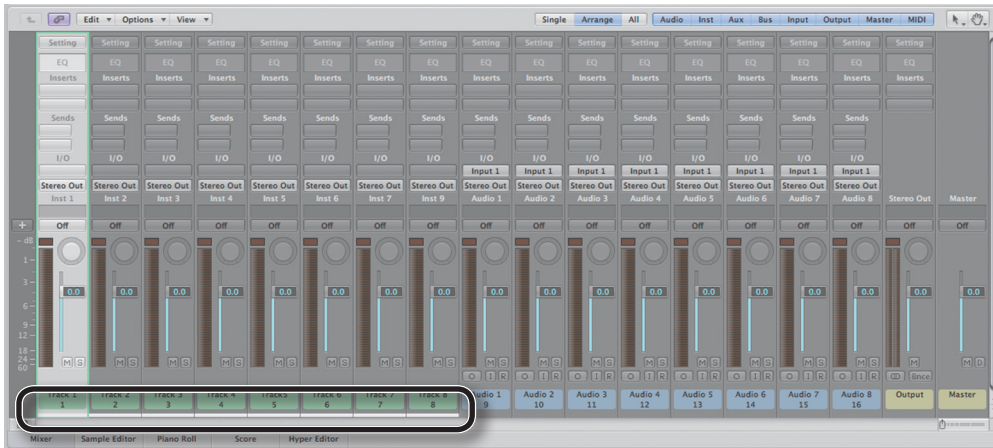 Edit Options View Single Arrange All Audio Inst Aux Bus Input Output Master MIDI
Setting Setting Setting Setting Setting Setting Setting Setting Setting Setting Setting Setting Setting Setting Setting Setting Setting
EQ EQ EQ EQ EQ EQ EQ EQ EQ EQ EQ EQ EQ EQ EQ EQ EQ
Inserts Inserts Inserts Inserts Inserts Inserts Inserts Inserts Inserts Inserts Inserts Inserts Inserts Inserts Inserts Inserts Inserts
Sends Sends Sends Sends Sends Sends Sends Sends Sends Sends Sends Sends Sends Sends Sends Sends
I/O I/O I/O I/O I/O I/O I/O I/O I/O I/O I/O I/O I/O I/O I/O I/O
Input 1 Input 1 Input 1 Input 1 Input 1 Input 1 Input 1 Input 1
Stereo Out Stereo Out Stereo Out Stereo Out Stereo Out Stereo Out Stereo Out Stereo Out Stereo Out Stereo Out Stereo Out Stereo Out Stereo Out Stereo Out Stereo Out Stereo Out
Inst 1 Inst 2 Inst 3 Inst 4 Inst 5 Inst 6 Inst 7 Inst 9 Audio 1 Audio 2 Audio 3 Audio 4 Audio 5 Audio 6 Audio 7 Audio 8 Stereo Out Master
+ Off Off Off Off Off Off Off Off Off Off Off Off Off Off Off Off Off Off
- dB
1 -
3 - 0.0 0.0 0.0 0.0 0.0 0.0 0.0 0.0 0.0 0.0 0.0 0.0 0.0 0.0 0.0 0.0 0.0 0.0
6 -
9 -
12 -
18 -
24 - M S M S M S M S M S M S M S M S M S M S M S M S M S M S M S M S M M D
60 -
I R I R I R I R I R I R I R I R Bnce
Track 1 Track 2 Track 3 Track 4 Track5 Track 6 Track 7 Track 8 Audio 1 Audio 2 Audio 3 Audio 4 Audio 5 Audio 6 Audio 7 Audio 8 Output Master
1 2 3 4 5 6 7 8 9 10 11 12 13 14 15 16
Mixer Sample Editor Piano Roll Score Hyper Editor